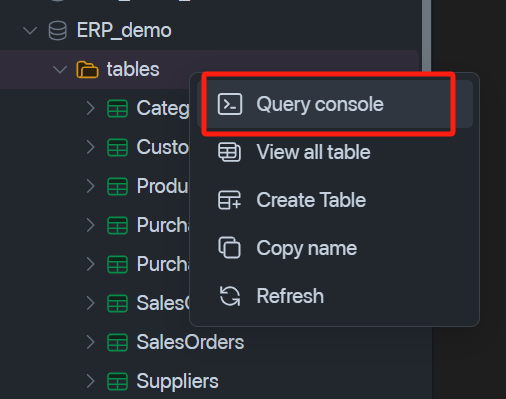 ERP_demo
tables
Query console
Categ
View all table
Custo
Produ
Create Table
Purcha
Copy name
Purcha
Refresh
SalesO
SalesOrders
Suppliers